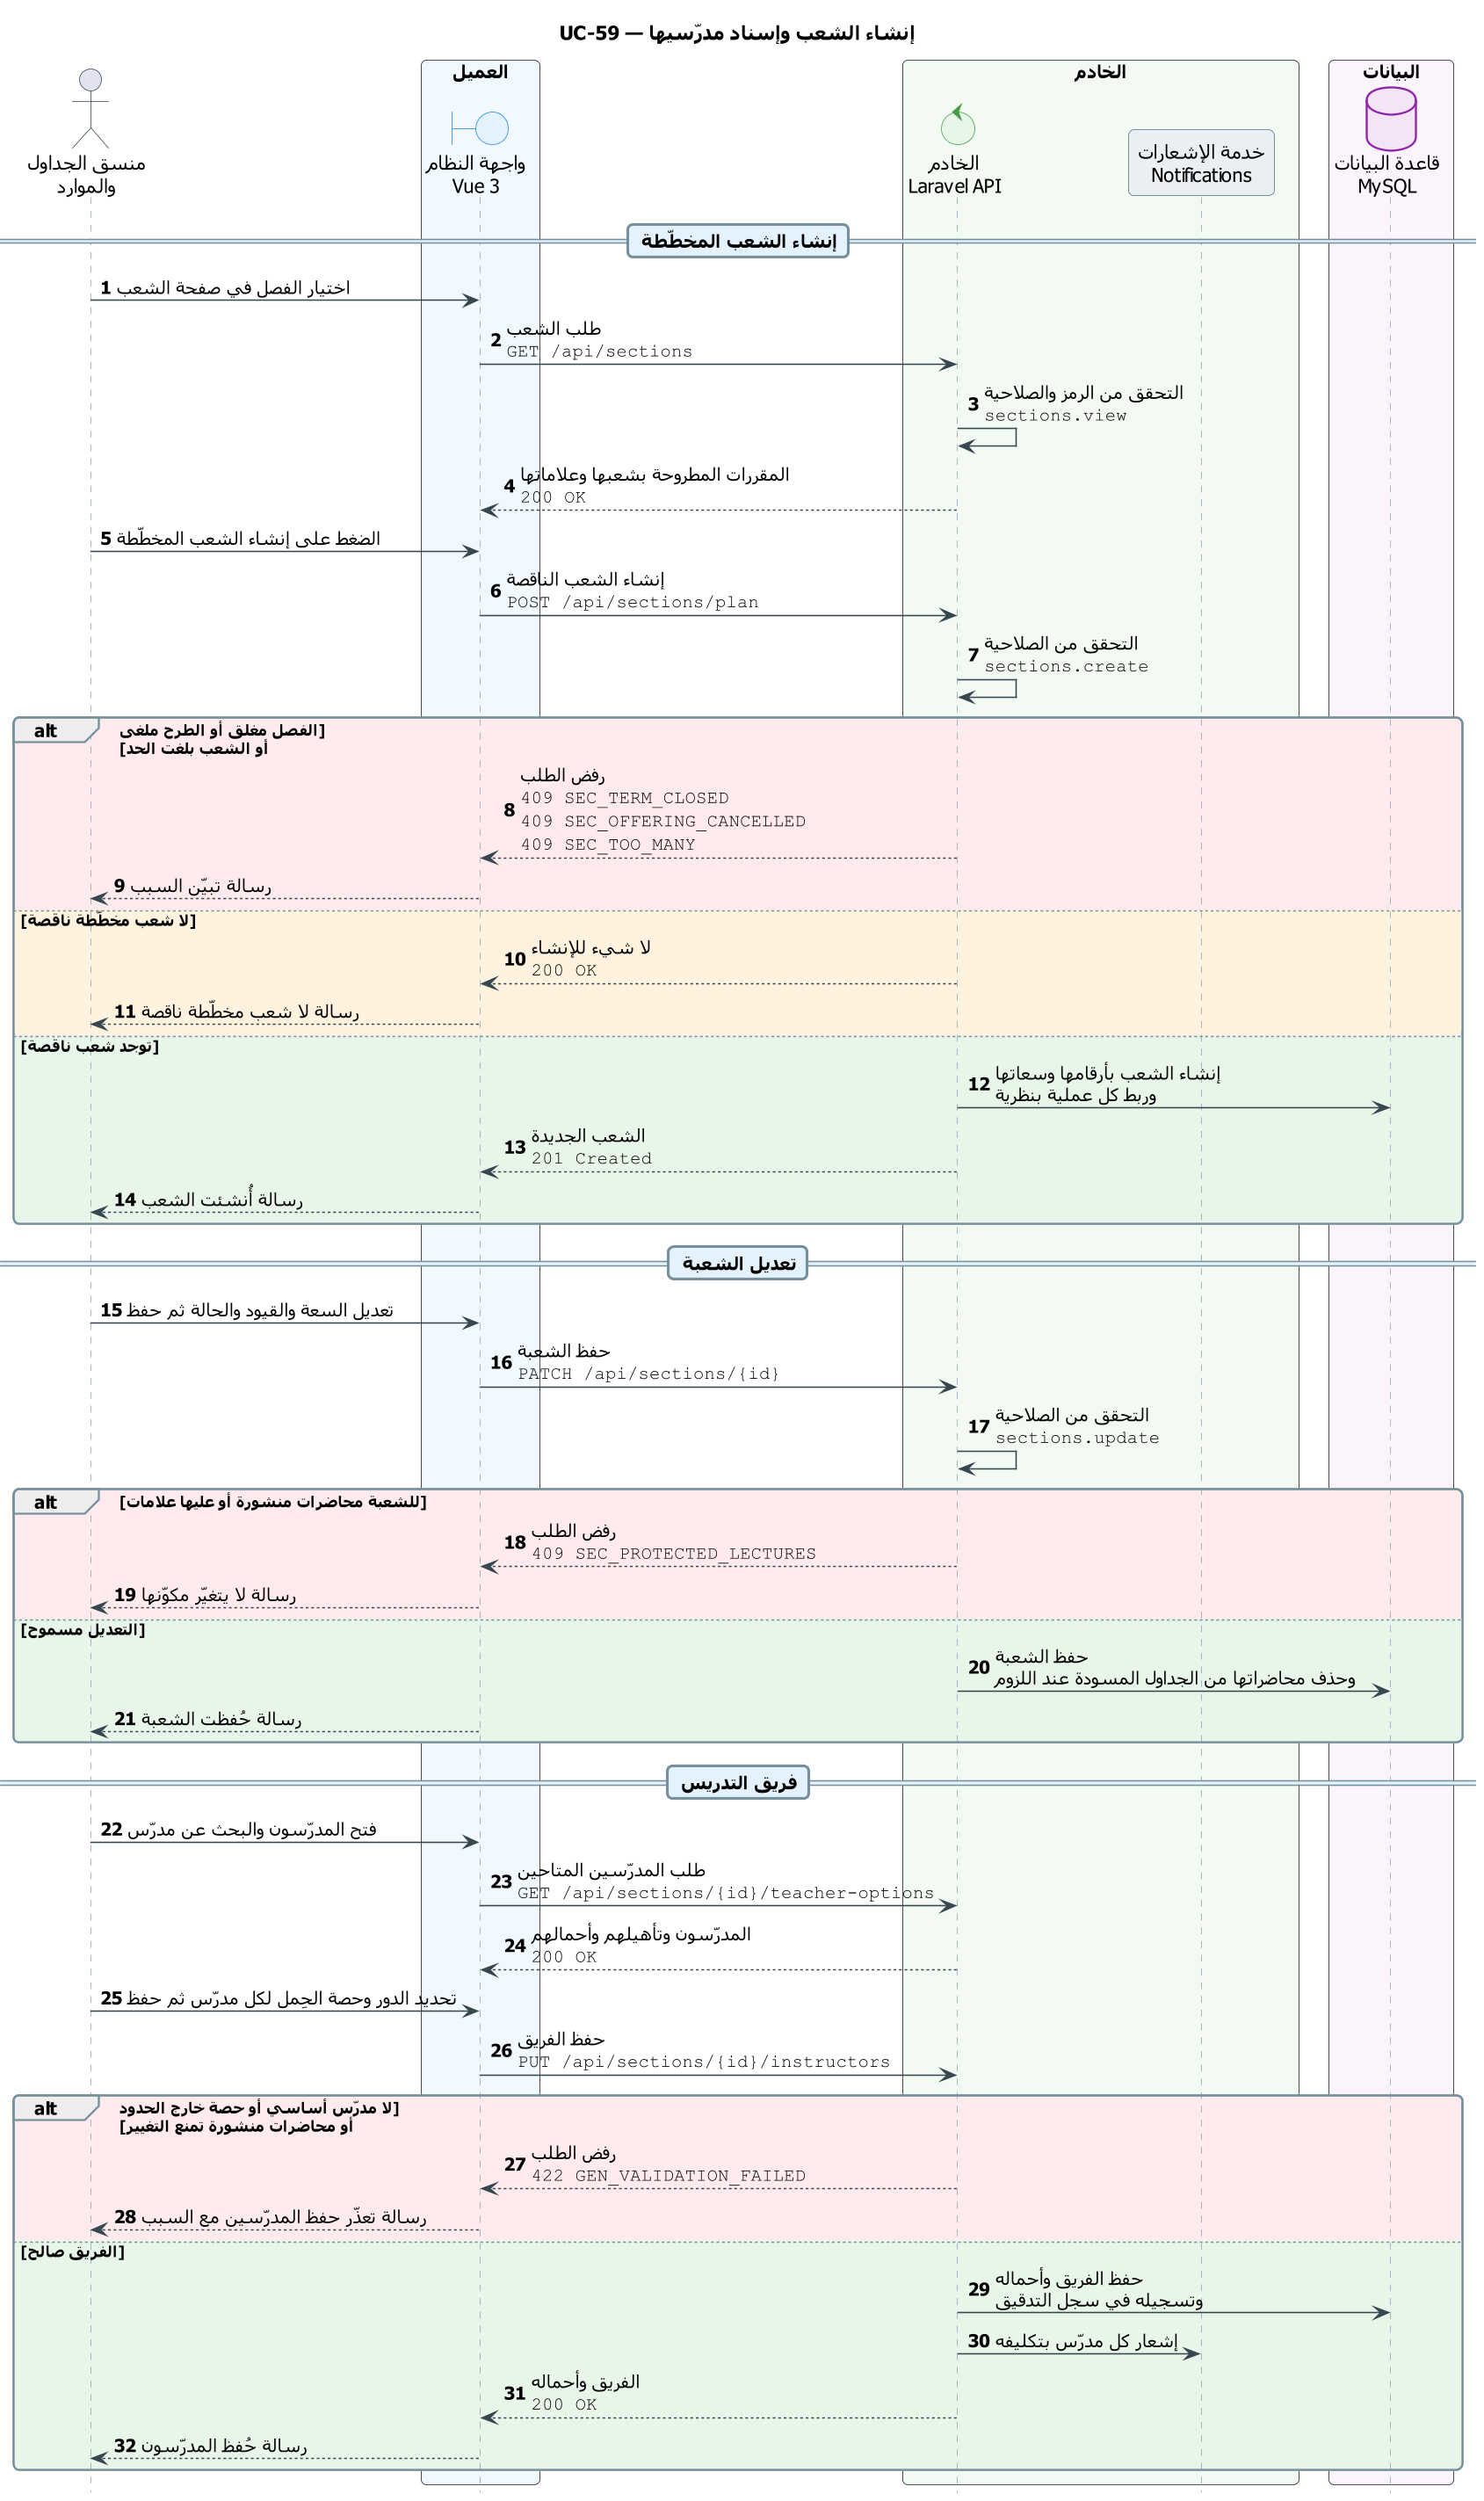 UC-59 — إنشاء الشعب وإسناد مدرّسيها
العميل
الخادم
البيانات
منسق الجداول
والموارد
واجهة النظام
Vue 3
الخادم
Laravel API
خدمة الإشعارات
Notifications
قاعدة البيانات
MySQL
إنشاء الشعب المخطّطة
1 اختيار الفصل في صفحة الشعب
2 طلب الشعب
GET /api/sections
3 التحقق من الرمز والصلاحية
sections.view
4 المقررات المطروحة بشعبها وعلاماتها
200 OK
5 الضغط على إنشاء الشعب المخطّطة
6 إنشاء الشعب الناقصة
POST /api/sections/plan
7 التحقق من الصلاحية
sections.create
alt [الفصل مغلق أو الطرح ملغى
أو الشعب بلغت الحد]
8 رفض الطلب
409 SEC_TERM_CLOSED
409 SEC_OFFERING_CANCELLED
409 SEC_TOO_MANY
9 رسالة تبيّن السبب
[لا شعب مخطّطة ناقصة]
10 لا شيء للإنشاء
200 OK
11 رسالة لا شعب مخطّطة ناقصة
[توجد شعب ناقصة]
12 إنشاء الشعب بأرقامها وسعاتها
وربط كل عملية بنظرية
13 الشعب الجديدة
201 Created
14 رسالة أُنشئت الشعب
تعديل الشعبة
15 تعديل السعة والقيود والحالة ثم حفظ
16 حفظ الشعبة
PATCH /api/sections/{id}
17 التحقق من الصلاحية
sections.update
alt [للشعبة محاضرات منشورة أو عليها علامات]
18 رفض الطلب
409 SEC_PROTECTED_LECTURES
19 رسالة لا يتغيّر مكوّنها
[التعديل مسموح]
20 حفظ الشعبة
وحذف محاضراتها من الجداول المسودة عند اللزوم
21 رسالة حُفظت الشعبة
فريق التدريس
22 فتح المدرّسون والبحث عن مدرّس
23 طلب المدرّسين المتاحين
GET /api/sections/{id}/teacher-options
24 المدرّسون وتأهيلهم وأحمالهم
200 OK
25 تحديد الدور وحصة الحِمل لكل مدرّس ثم حفظ
26 حفظ الفريق
PUT /api/sections/{id}/instructors
alt [لا مدرّس أساسي أو حصة خارج الحدود
أو محاضرات منشورة تمنع التغيير]
27 رفض الطلب
422 GEN_VALIDATION_FAILED
28 رسالة تعذّر حفظ المدرّسين مع السبب
[الفريق صالح]
29 حفظ الفريق وأحماله
وتسجيله في سجل التدقيق
30 إشعار كل مدرّس بتكليفه
31 الفريق وأحماله
200 OK
32 رسالة حُفظ المدرّسون